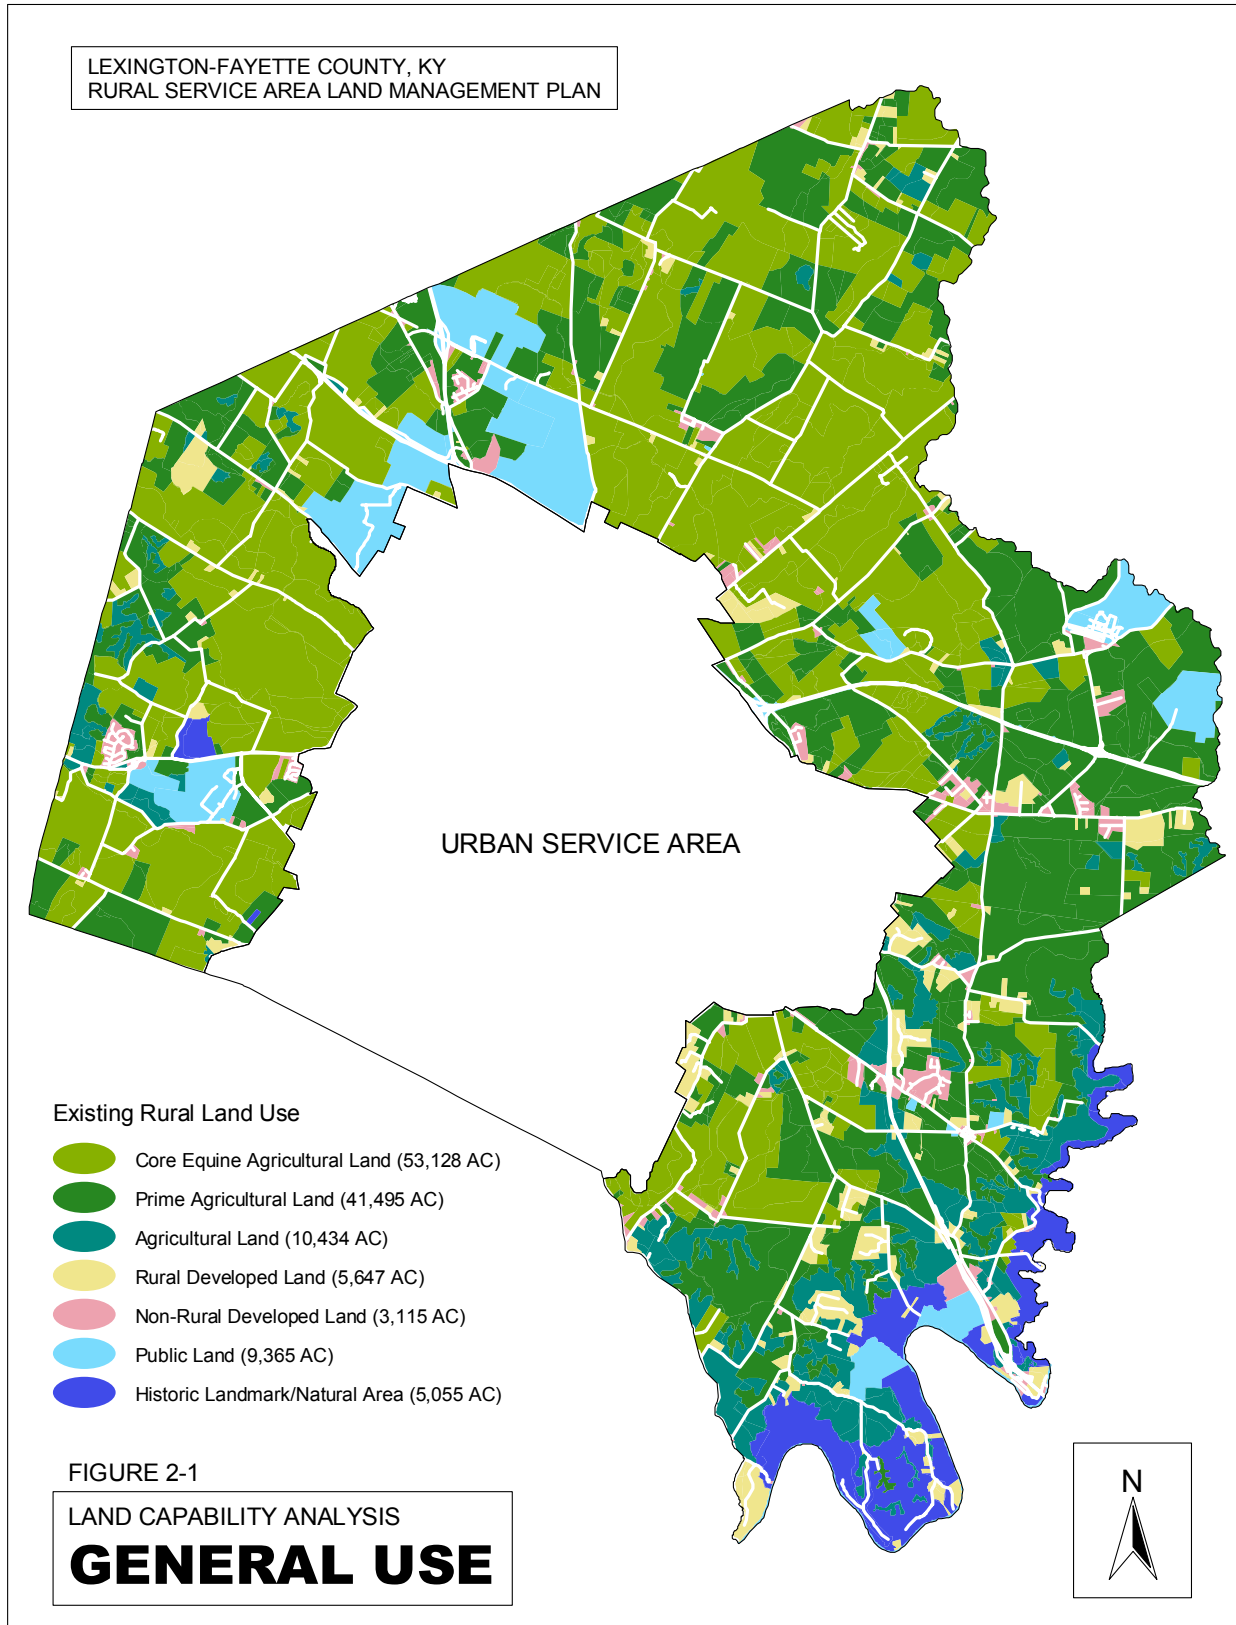 LEXINGTON-FAYETTE COUNTY, KY
RURAL SERVICE AREA LAND MANAGEMENT PLAN
URBAN SERVICE AREA
Existing Rural Land Use
Core Equine Agricultural Land (53,128 AC)
Prime Agricultural Land (41,495 AC)
Agricultural Land (10,434 AC)
Rural Developed Land (5,647 AC)
Non-Rural Developed Land (3,115 AC)
Public Land (9,365 AC)
Historic Landmark/Natural Area (5,055 AC)
FIGURE 2-1
LAND CAPABILITY ANALYSIS
GENERAL USE
N